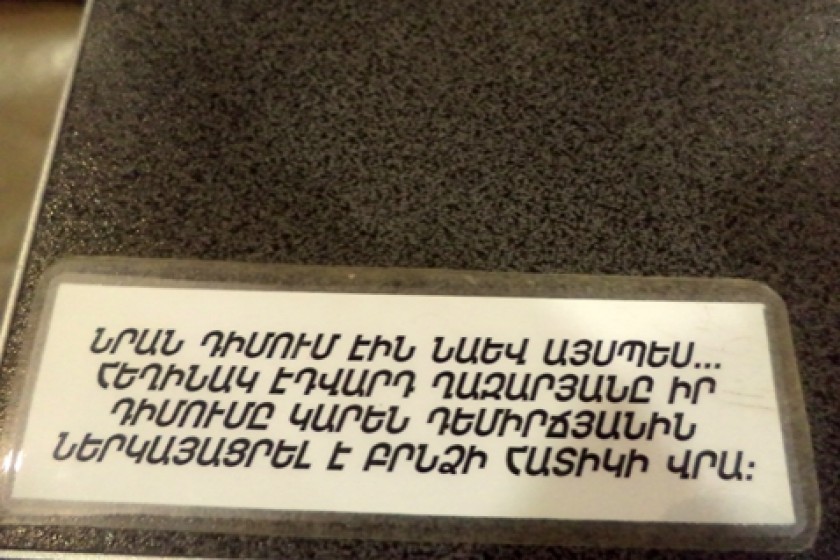 ՆՐԱՆ ԴԻՄՈՒՄ ԷԻՆ ՆԱԵՎ ԱՅՍՊԵՍ...
ՀԵՂԻՆԱԿ ԷԴՎԱՐԴ ՂԱԶԱՐՅԱՆԸ ԻՐ
ԴԻՄՈՒՄԸ ԿԱՐԵՆ ԴԵՄԻՐՃՅԱՆԻՆ
ՆԵՐԿԱՅԱՑՐԵԼ Է ԲՐՆՁԻ ՀԱՏԻԿԻ ՎՐԱ: